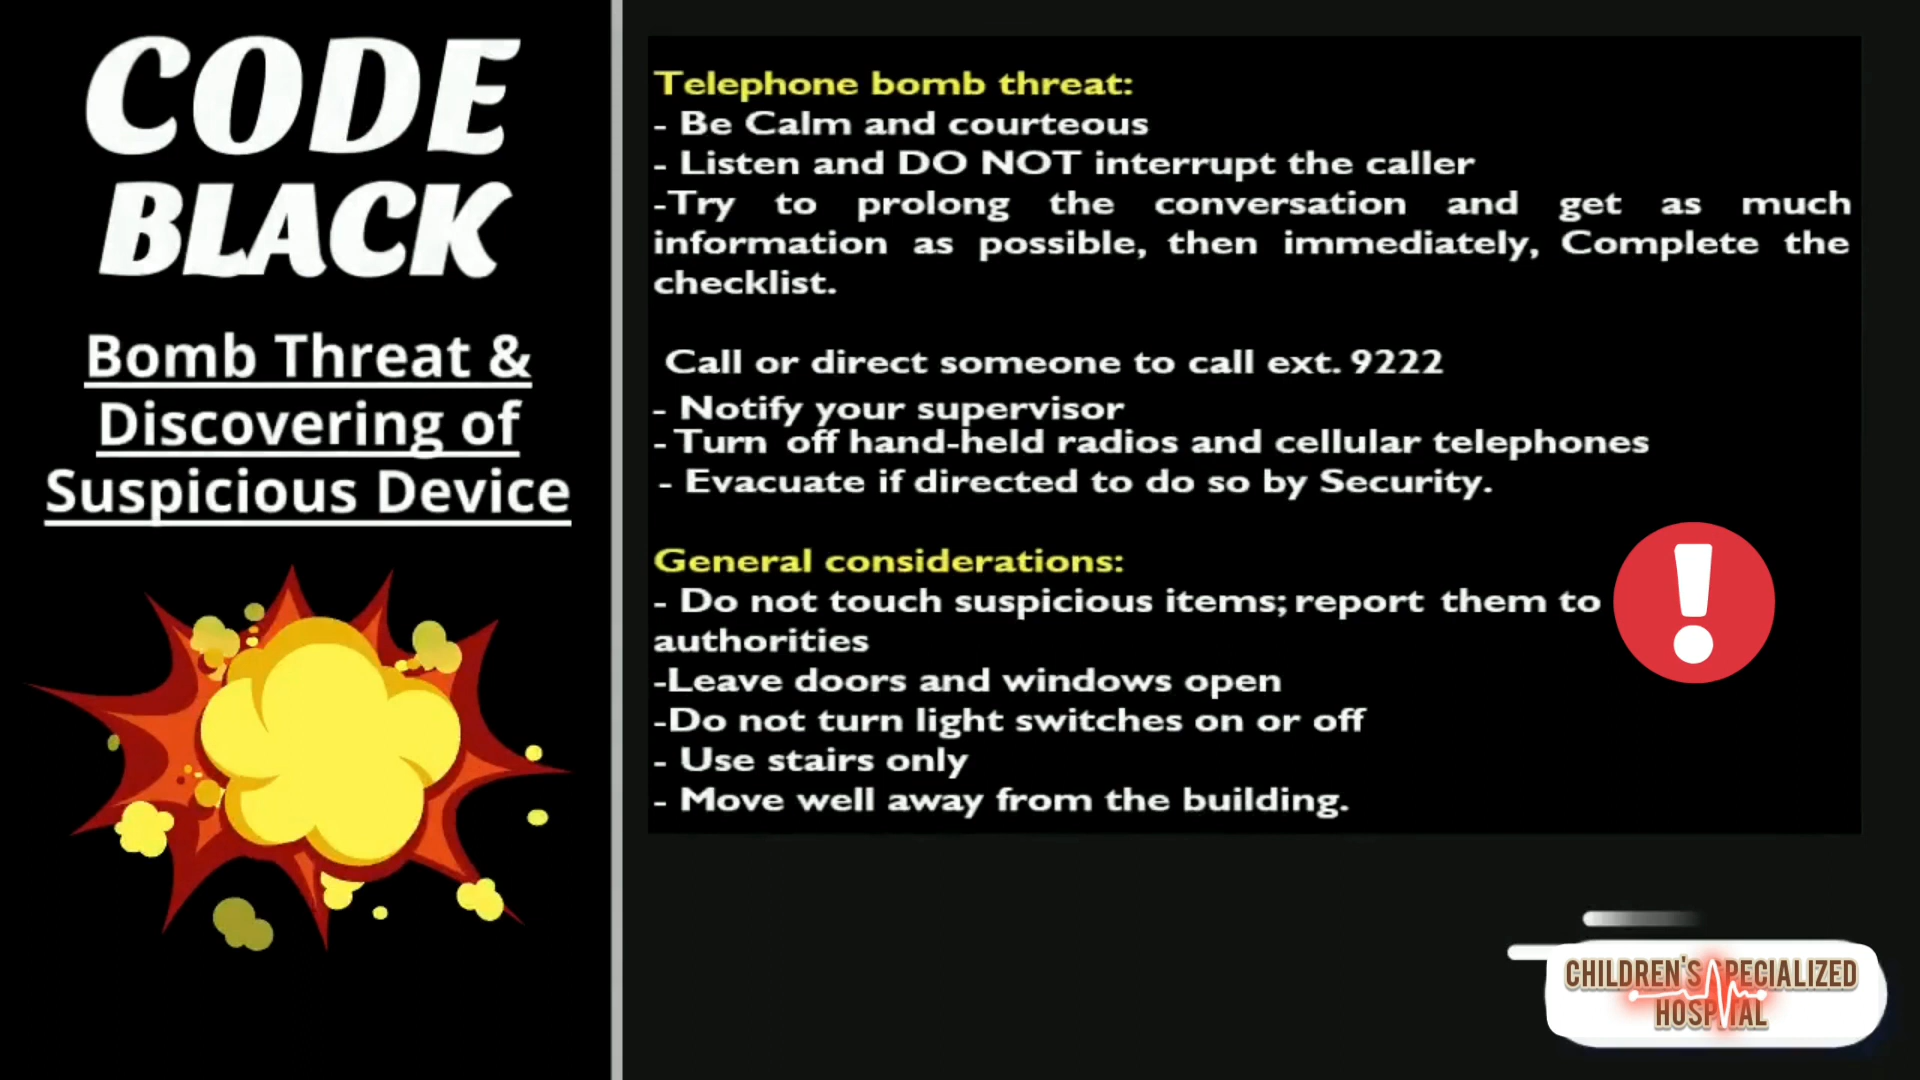 CODE
BLACK
Bomb Threat &
Discovering of
Suspicious Device
Telephone bomb threat:
- Be Calm and courteous
- Listen and DO NOT interrupt the caller
-Try to prolong the conversation and get as much
information as possible, then immediately, Complete the
checklist.
Call or direct someone to call ext. 9222
- Notify your supervisor
- Turn off hand-held radios and cellular telephones
- Evacuate if directed to do so by Security.
General considerations:
- Do not touch suspicious items; report them to
authorities
-Leave doors and windows open
-Do not turn light switches on or off
- Use stairs only
- Move well away from the building.
CHILDREN'S SPECIALIZED
HOSPITAL